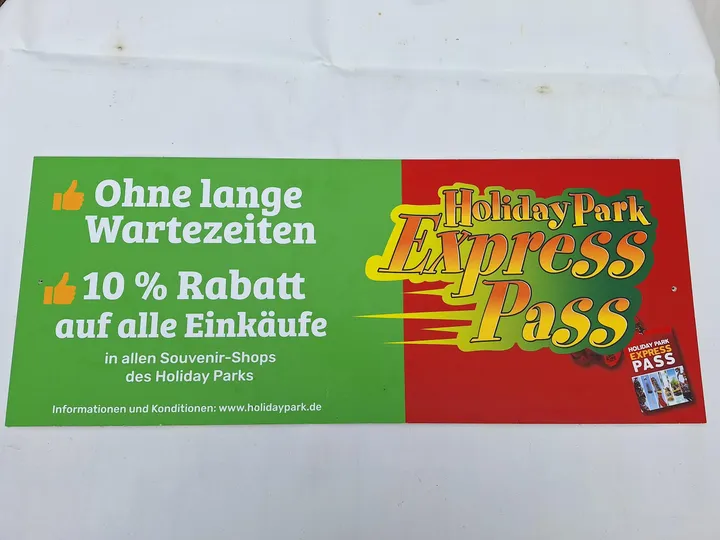 Ohne lange
Wartezeiten
10 % Rabatt
auf alle Einkäufe
in allen Souvenir-Shops
des Holiday Parks
Informationen und Konditionen: www.holidaypark.de
Holiday Park
Express
Pass
HOLIDAY PARK
EXPRESS
PASS